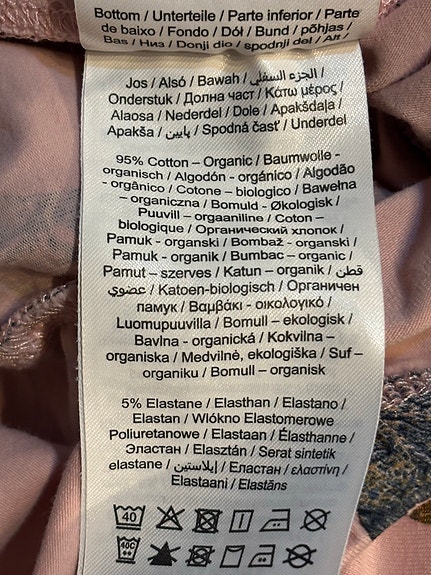 Bottom / Unterteile / Parte inferior / Parte
de baixo / Fondo / Dół / Bund / põhjas /
Bas / Низ / Donji dio / spodnji del / Alt /
Jos / Alsó / Bawah / الجزء السفلي /
Onderstuk / Долна част / Κάτω μέρος /
Alaosa / Nederdel / Dole / Apakšdaļa /
Apakša / پایین / Spodná časť / Underdel
95% Cotton – Organic / Baumwolle -
organisch / Algodón - orgánico / Algodão
- orgânico / Cotone – biologico / Bawełna
– organiczna / Bomuld - Økologisk /
Puuvill – orgaaniline / Coton –
biologique / Органический хлопок /
Pamuk - organski / Bombaž - organski /
Pamuk - organik / Bumbac – organic /
Pamut – szerves / Katun – organik / قطن
عضوي / Katoen-biologisch / Органичен
памук / Βαμβάκι - οικολογικό /
Luomupuuvilla / Bomull – ekologisk /
Bavlna - organická / Kokvilna –
organiska / Medvilnė, ekologiška / Suf –
organiku / Bomull – organisk
5% Elastane / Elasthan / Elastano /
Elastan / Włókno Elastomerowe
Poliuretanowe / Elastaan / Élasthanne /
Эластан / Elasztán / Serat sintetik
elastane / إيلاستين / Еластан / ελαστίνη /
Elastaani / Elastāns
40
40C